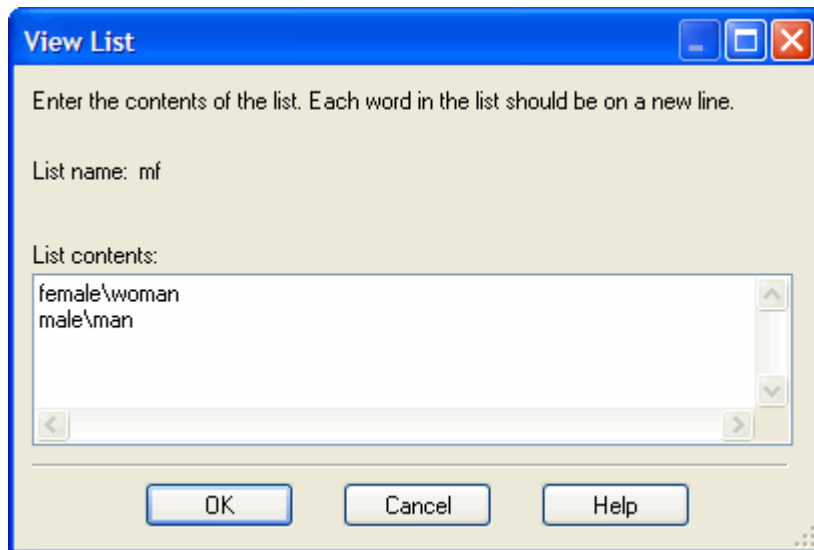 View List
Enter the contents of the list. Each word in the list should be on a new line.
List name: mf
List contents:
female\woman
male\man
OK
Cancel
Help